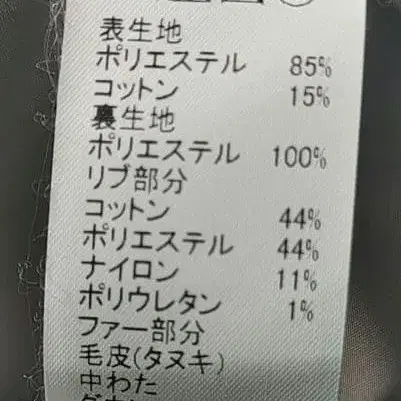 表生地
ポリエステル 85%
コットン 15%
裏生地
ポリエステル 100%
リブ部分
コットン 44%
ポリエステル 44%
ナイロン 11%
ポリウレタン 1%
ファー部分
毛皮(タヌキ)
中わた